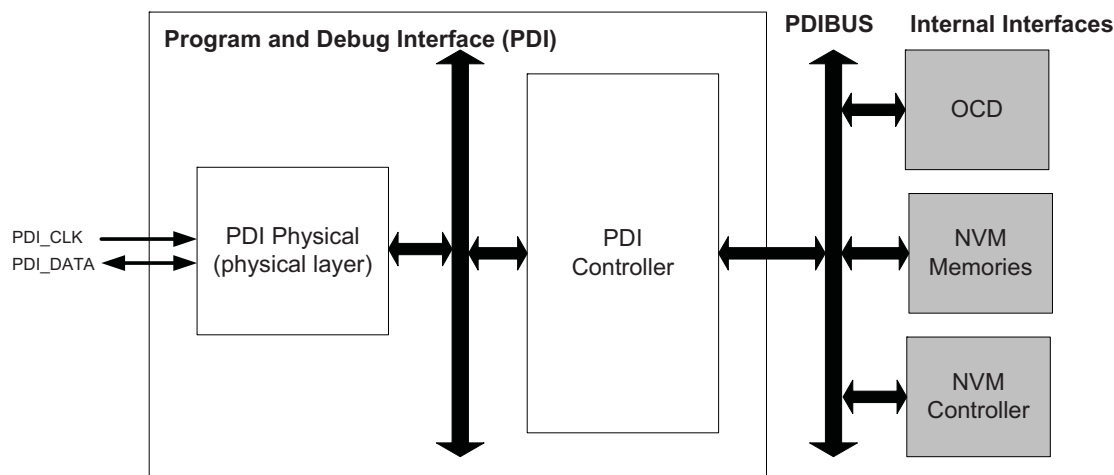 Program and Debug Interface (PDI)
PDIBUS
Internal Interfaces
OCD
PDI_CLK
PDI_DATA
PDI Physical
(physical layer)
PDI
Controller
NVM
Memories
NVM
Controller